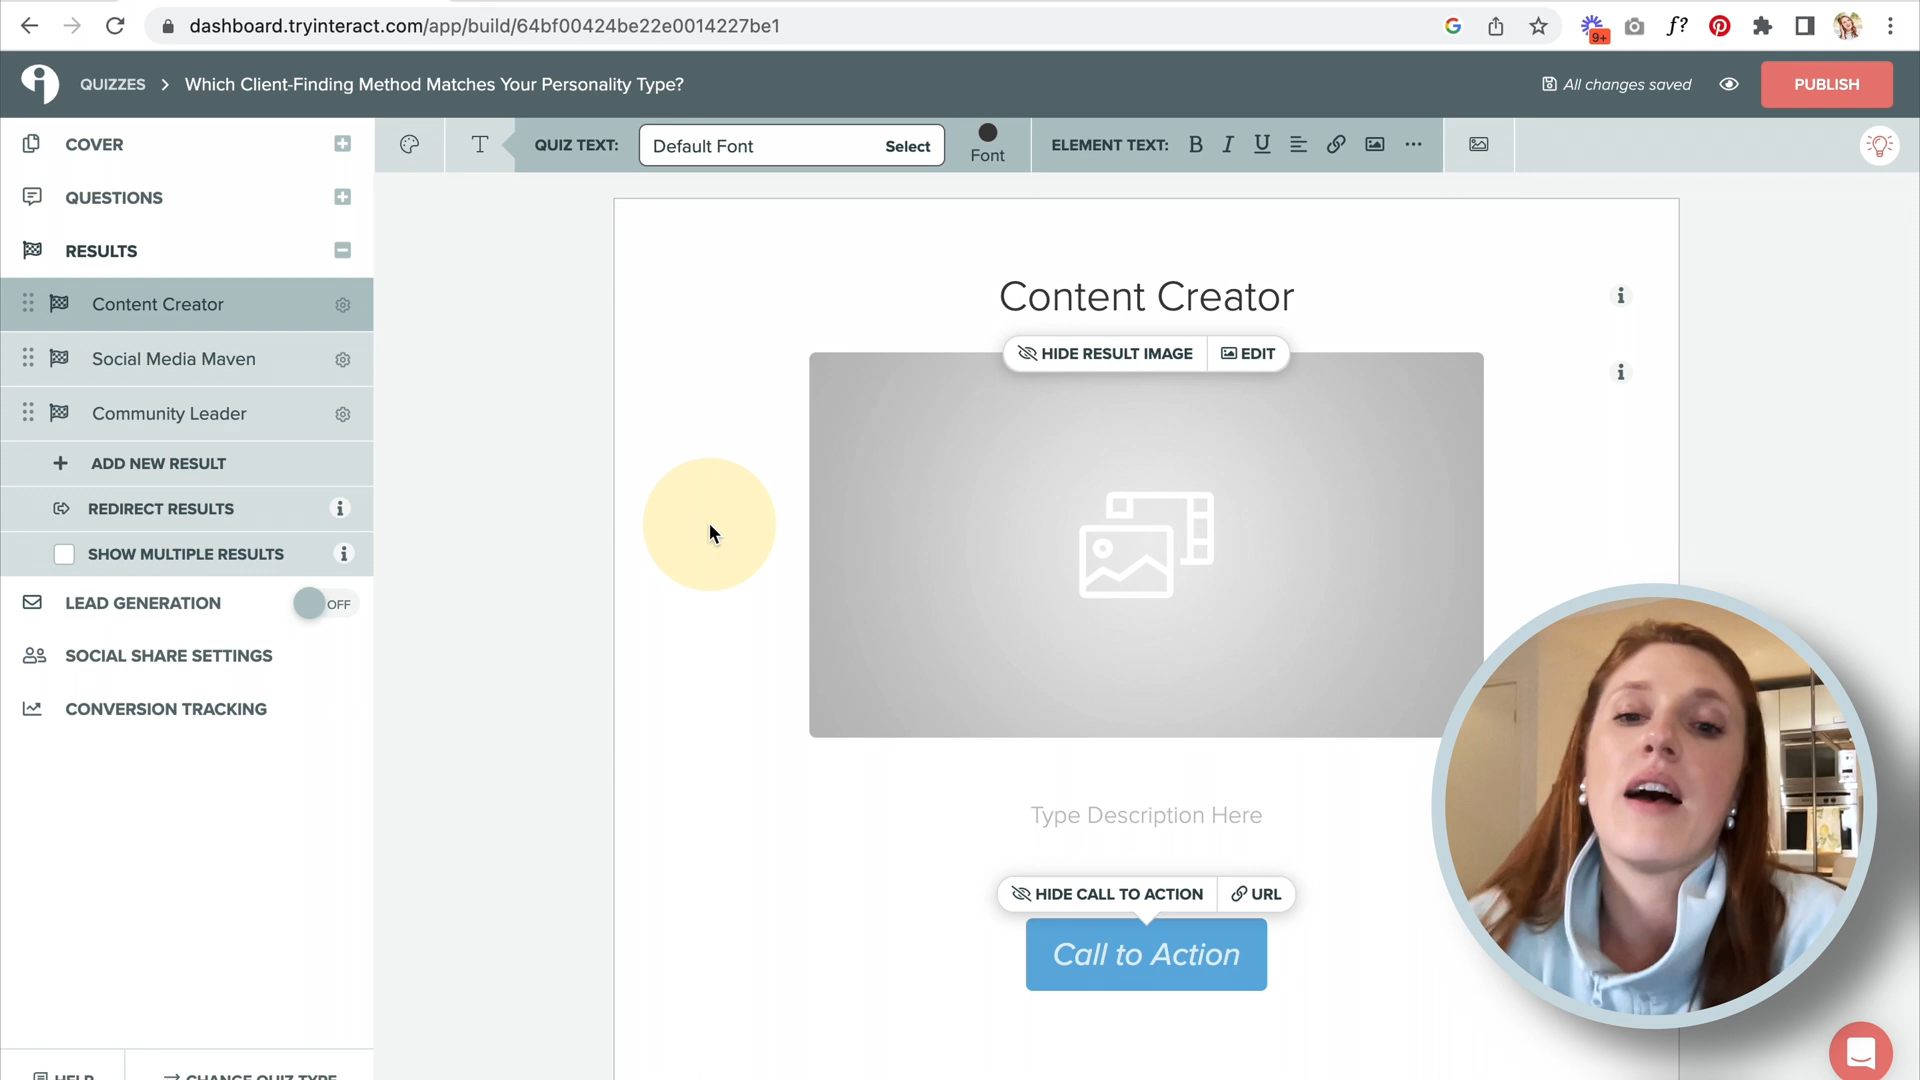 dashboard.tryinteract.com/app/build/64bf00424be22e0014227be1
9+
f?
QUIZZES > Which Client-Finding Method Matches Your Personality Type?
All changes saved
PUBLISH
COVER
QUESTIONS
RESULTS
Content Creator
Social Media Maven
Community Leader
ADD NEW RESULT
REDIRECT RESULTS
SHOW MULTIPLE RESULTS
LEAD GENERATION
OFF
SOCIAL SHARE SETTINGS
CONVERSION TRACKING
HELP
CHANGE QUIZ TYPE
T
QUIZ TEXT:
Default Font
Select
Font
ELEMENT TEXT:
B I U
Content Creator
HIDE RESULT IMAGE
EDIT
Type Description Here
HIDE CALL TO ACTION
URL
Call to Action